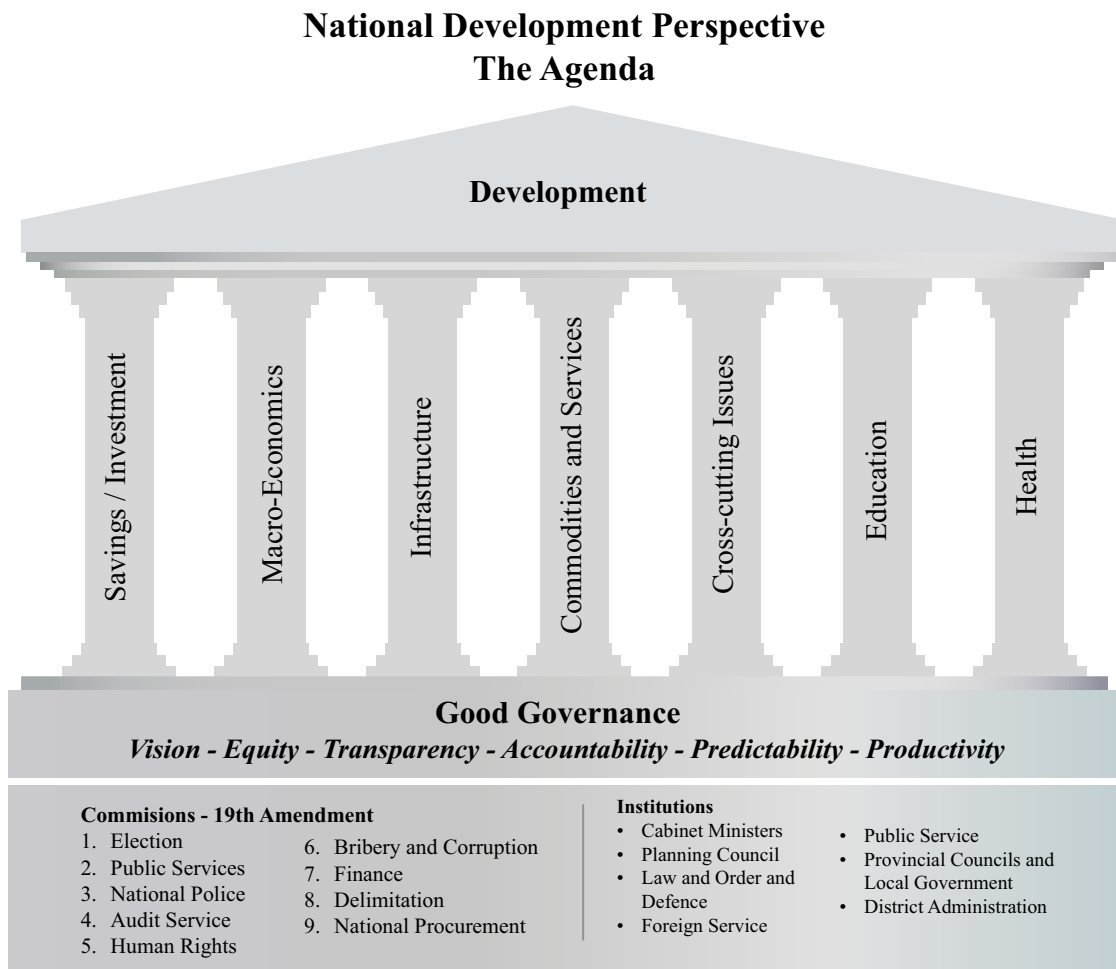 National Development Perspective
The Agenda
Development
Savings / Investment
Macro-Economics
Infrastructure
Commodities and Services
Cross-cutting Issues
Education
Health
Good Governance
Vision - Equity - Transparency - Accountability - Predictability - Productivity
Commisions - 19th Amendment
1. Election
2. Public Services
3. National Police
4. Audit Service
5. Human Rights
6. Bribery and Corruption
7. Finance
8. Delimitation
9. National Procurement
Institutions
• Cabinet Ministers
• Planning Council
• Law and Order and
Defence
• Foreign Service
• Public Service
• Provincial Councils and
Local Government
• District Administration